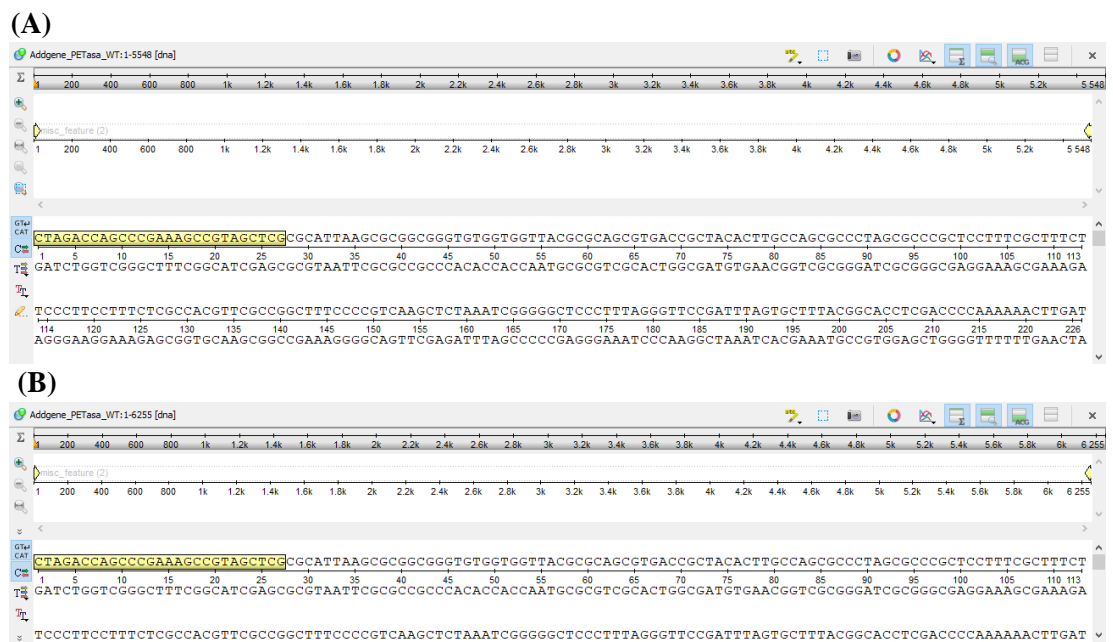 (A)
Addgene_PETasa_WT:1-5548 [dna]
Σ
1 200 400 600 800 1k 1.2k 1.4k 1.6k 1.8k 2k 2.2k 2.4k 2.6k 2.8k 3k 3.2k 3.4k 3.6k 3.8k 4k 4.2k 4.4k 4.6k 4.8k 5k 5.2k 5 548
misc_feature (2)
1 200 400 600 800 1k 1.2k 1.4k 1.6k 1.8k 2k 2.2k 2.4k 2.6k 2.8k 3k 3.2k 3.4k 3.6k 3.8k 4k 4.2k 4.4k 4.6k 4.8k 5k 5.2k 5 548
CTAGACCAGCCCGAAAGCCGTAGCTCGCGCATTAAGCGCGGCGGGTGTGGTGGTTACGCGCAGCGTGACCGCTACACTTGCCAGCGCCCTAGCGCCCGCTCCTTTCGCTTTCT
1 5 10 15 20 25 30 35 40 45 50 55 60 65 70 75 80 85 90 95 100 105 110 113
GATCTGGTCGGGCTTTCGGCATCGAGCGCGTAATTCGCGCCGCCCACACCACCAATGCGCGTCGCACTGGCGATGTGAACGGTCGCGGGATCGCGGGCGAGGAAAGCGAAAGA
TCCCTTCCTTTCTCGCCACGTTCGCCGGCTTTCCCCGTCAAGCTCTAAATCGGGGGCTCCCTTTAGGGTTCCGATTTAGTGCTTTACGGCACCTCGACCCCAAAAAACTTGAT
114 120 125 130 135 140 145 150 155 160 165 170 175 180 185 190 195 200 205 210 215 220 226
AGGGAAGGAAAGAGCGGTGCAAGCGGCCGAAAGGGGCAGTTCGAGATTTAGCCCCCGAGGGAAATCCCAAGGCTAAATCACGAAATGCCGTGGAGCTGGGGTTTTTTGAACTA
(B)
Addgene_PETasa_WT:1-6255 [dna]
Σ
1 200 400 600 800 1k 1.2k 1.4k 1.6k 1.8k 2k 2.2k 2.4k 2.6k 2.8k 3k 3.2k 3.4k 3.6k 3.8k 4k 4.2k 4.4k 4.6k 4.8k 5k 5.2k 5.4k 5.6k 5.8k 6k 6 255
misc_feature (2)
1 200 400 600 800 1k 1.2k 1.4k 1.6k 1.8k 2k 2.2k 2.4k 2.6k 2.8k 3k 3.2k 3.4k 3.6k 3.8k 4k 4.2k 4.4k 4.6k 4.8k 5k 5.2k 5.4k 5.6k 5.8k 6k 6 255
CTAGACCAGCCCGAAAGCCGTAGCTCGCGCATTAAGCGCGGCGGGTGTGGTGGTTACGCGCAGCGTGACCGCTACACTTGCCAGCGCCCTAGCGCCCGCTCCTTTCGCTTTCT
1 5 10 15 20 25 30 35 40 45 50 55 60 65 70 75 80 85 90 95 100 105 110 113
GATCTGGTCGGGCTTTCGGCATCGAGCGCGTAATTCGCGCCGCCCACACCACCAATGCGCGTCGCACTGGCGATGTGAACGGTCGCGGGATCGCGGGCGAGGAAAGCGAAAGA
TCCCTTCCTTTCTCGCCACGTTCGCCGGCTTTCCCCGTCAAGCTCTAAATCGGGGGCTCCCTTTAGGGTTCCGATTTAGTGCTTTACGGCACCTCGACCCCAAAAAACTTGAT